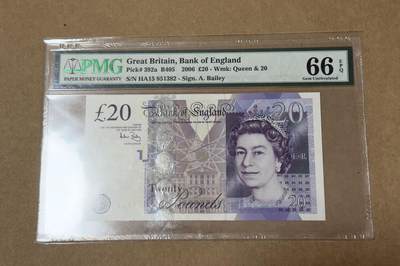 PMG
PAPER MONEY GUARANTY
Great Britain, Bank of England
Pick# 392a B405 2006 £20 - Wmk: Queen & 20
S/N HA15 851382 - Sign. A. Bailey
66 EPQ
Gem Uncirculated
£20
Bank of England
20
Twenty
Pounds
20